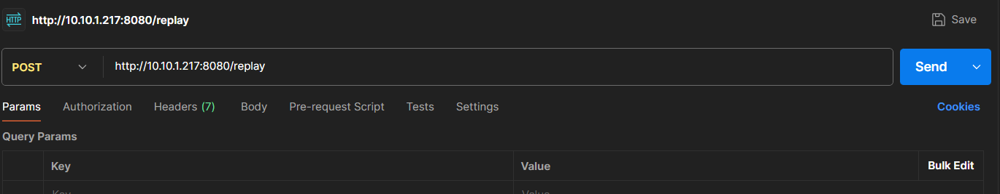 HTTP http://10.10.1.217:8080/replay Save
POST http://10.10.1.217:8080/replay Send
Params Authorization Headers (7) Body Pre-request Script Tests Settings Cookies
Query Params
Key Value Bulk Edit
Key Value